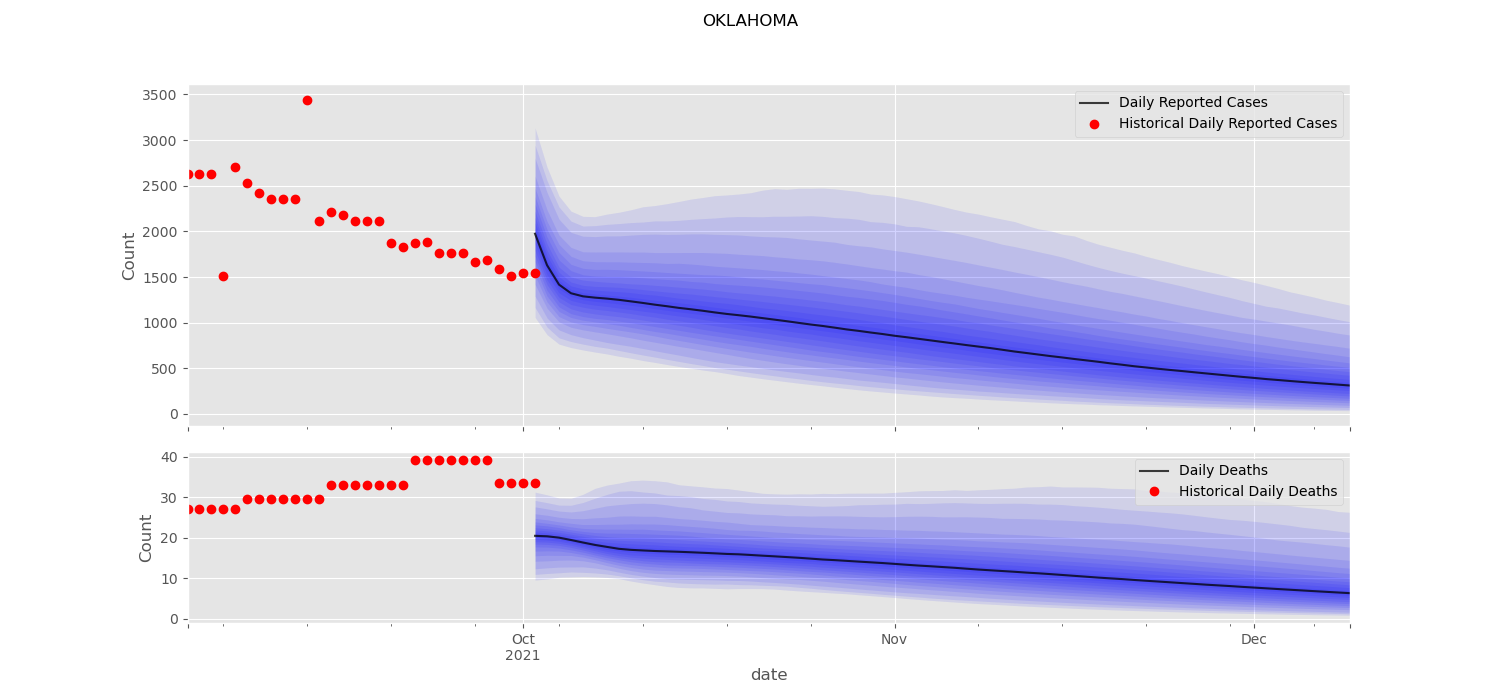 OKLAHOMA
3500
3000
2500
2000
1500
1000
500
0
Count
Daily Reported Cases
Historical Daily Reported Cases
40
30
20
10
0
Count
Daily Deaths
Historical Daily Deaths
Oct
2021
Nov
Dec
date